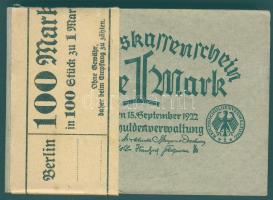 Berlin
100 Mark
in 100 Stück zu 1 Mark
Ohne Gewähr,
daher beim Empfang zu zählen.
skassenschein
e 1 Mark
n 15. September 1922
huldenverwaltung